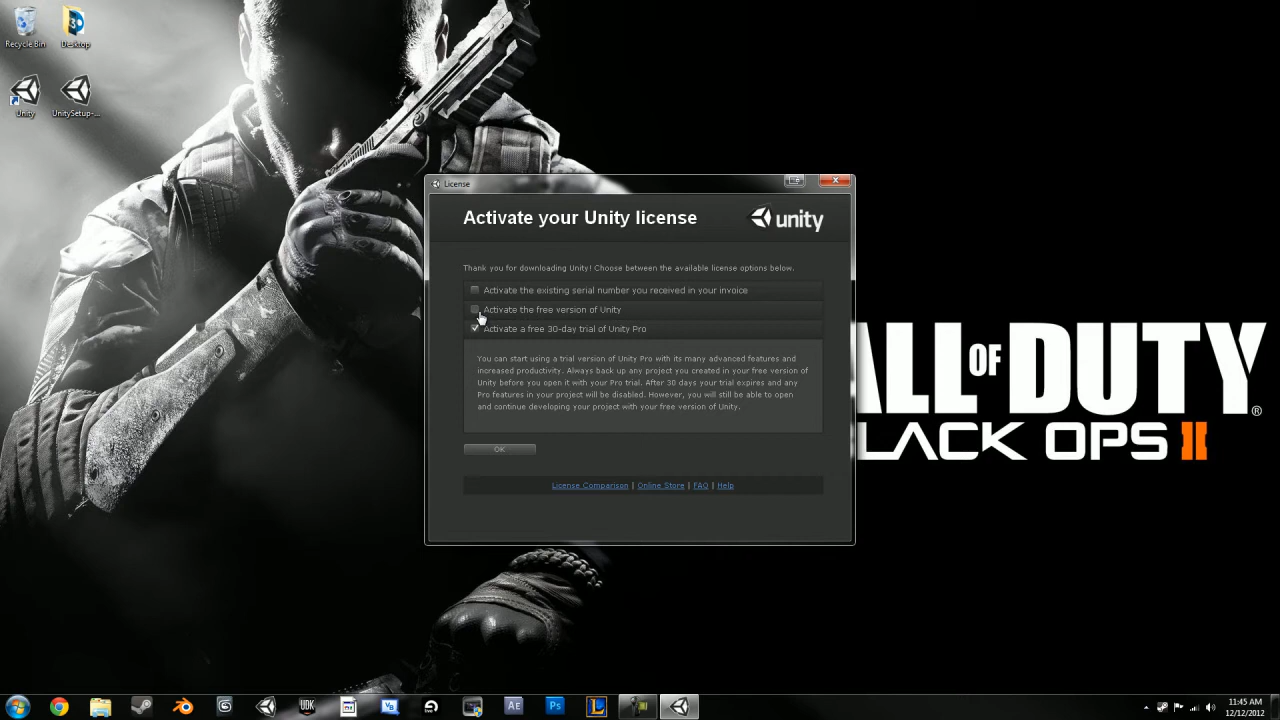 Recycle Bin
Desktop
Unity
UnitySetup-...
License
Activate your Unity license
unity
Thank you for downloading Unity! Choose between the available license options below.
Activate the existing serial number you received in your invoice
Activate the free version of Unity
Activate a free 30-day trial of Unity Pro
You can start using a trial version of Unity Pro with its many advanced features and
increased productivity. Always back up any project you created in your free version of
Unity before you open it with your Pro trial. After 30 days your trial expires and any
Pro features in your project will be disabled. However, you will still be able to open
and continue developing your project with your free version of Unity.
OK
License Comparison | Online Store | FAQ | Help
ALL OF DUTY®
LACK OPS II
UDK
VB
live
AE
Ps
L
11:45 AM
12/12/2012